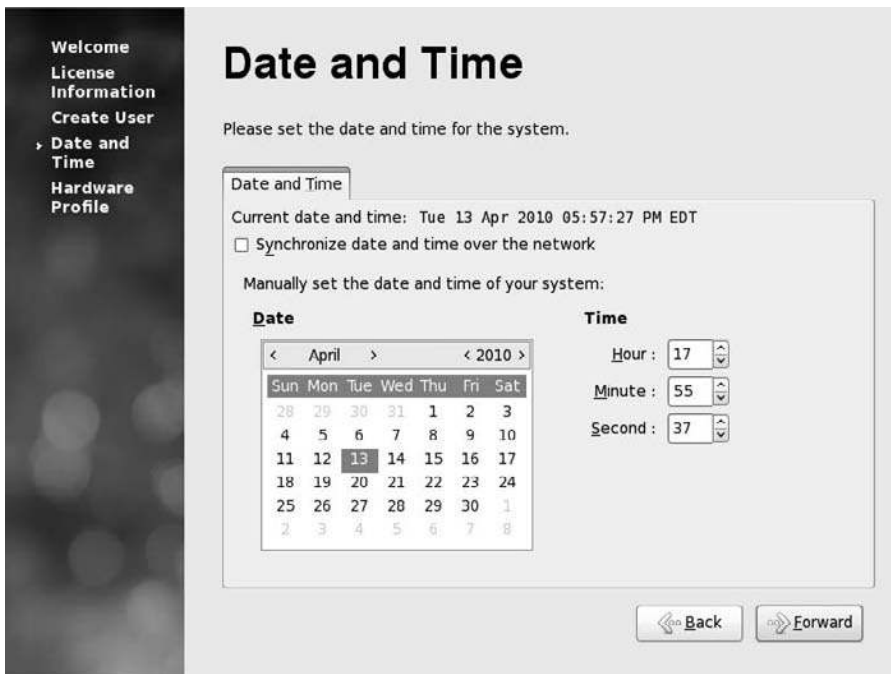 Welcome
License
Information
Create User
› Date and
Time
Hardware
Profile
Date and Time
Please set the date and time for the system.
Date and Time
Current date and time: Tue 13 Apr 2010 05:57:27 PM EDT
Synchronize date and time over the network
Manually set the date and time of your system:
Date
< April > < 2010 >
Sun Mon Tue Wed Thu Fri Sat
28 29 30 31 1 2 3
4 5 6 7 8 9 10
11 12 13 14 15 16 17
18 19 20 21 22 23 24
25 26 27 28 29 30 1
2 3 4 5 6 7 8
Time
Hour : 17
Minute : 55
Second : 37
Back
Forward